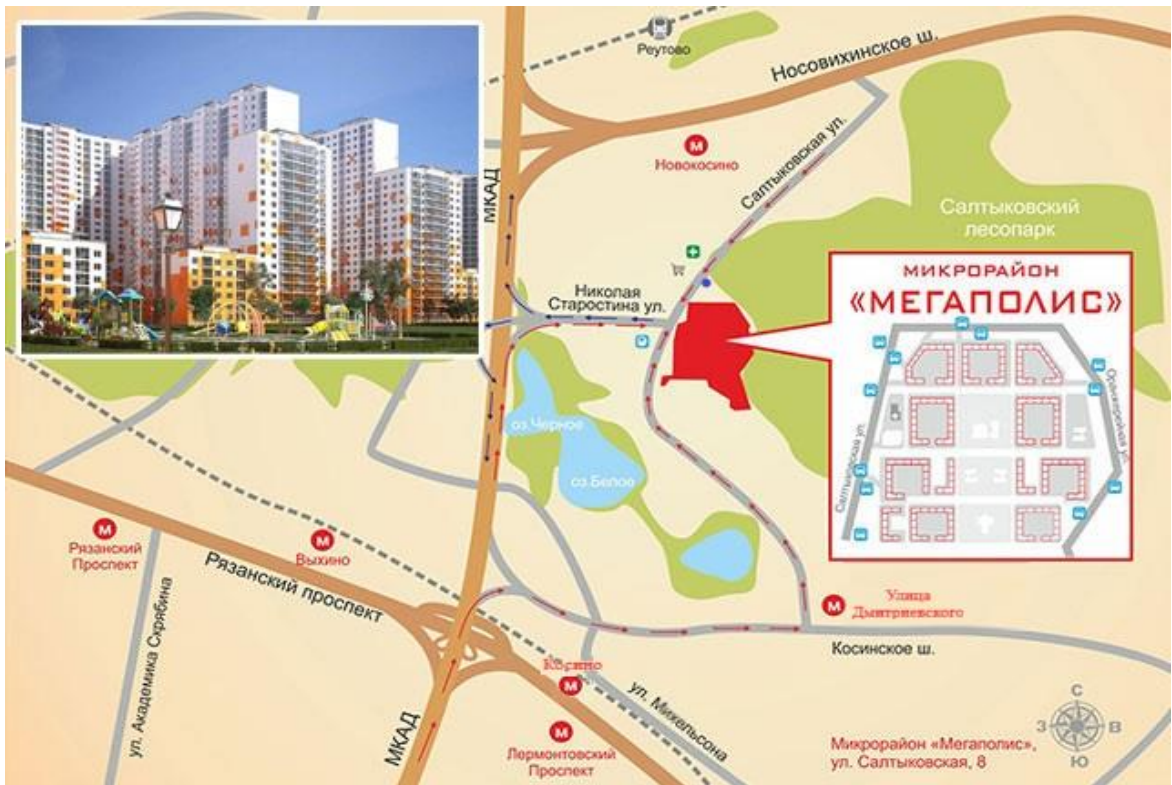 Реутово
Носовихинское ш.
М
Новокосино
Салтыковская ул.
МКАД
Салтыковский
лесопарк
Николая
Старостина ул.
МИКРОРАЙОН
«МЕГАПОЛИС»
Салтыковская ул.
Оранжерейная ул.
оз.Черное
оз.Белое
М
Рязанский
Проспект
М
Выхино
Рязанский проспект
ул. Академика Скрябина
М
Улица
Дмитриевского
Косинское ш.
Косино
М
ул. Михельсона
МКАД
М
Лермонтовский
Проспект
С
З
В
Ю
Микрорайон «Мегаполис»,
ул. Салтыковская, 8